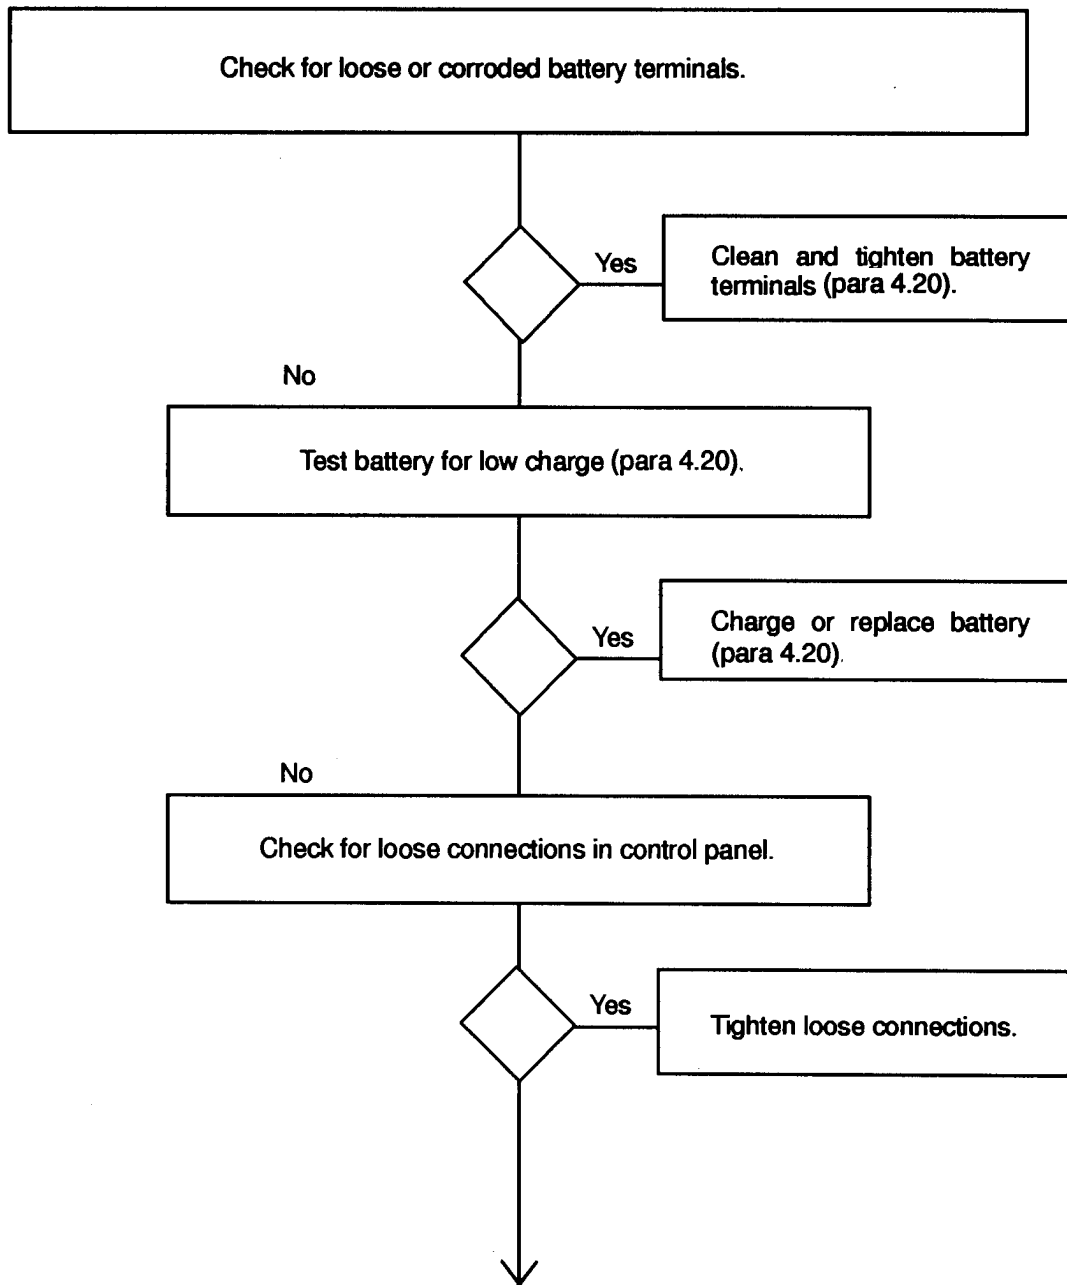 Check for loose or corroded battery terminals.
Yes
Clean and tighten battery
terminals (para 4.20).
No
Test battery for low charge (para 4.20).
Yes
Charge or replace battery
(para 4.20).
No
Check for loose connections in control panel.
Yes
Tighten loose connections.